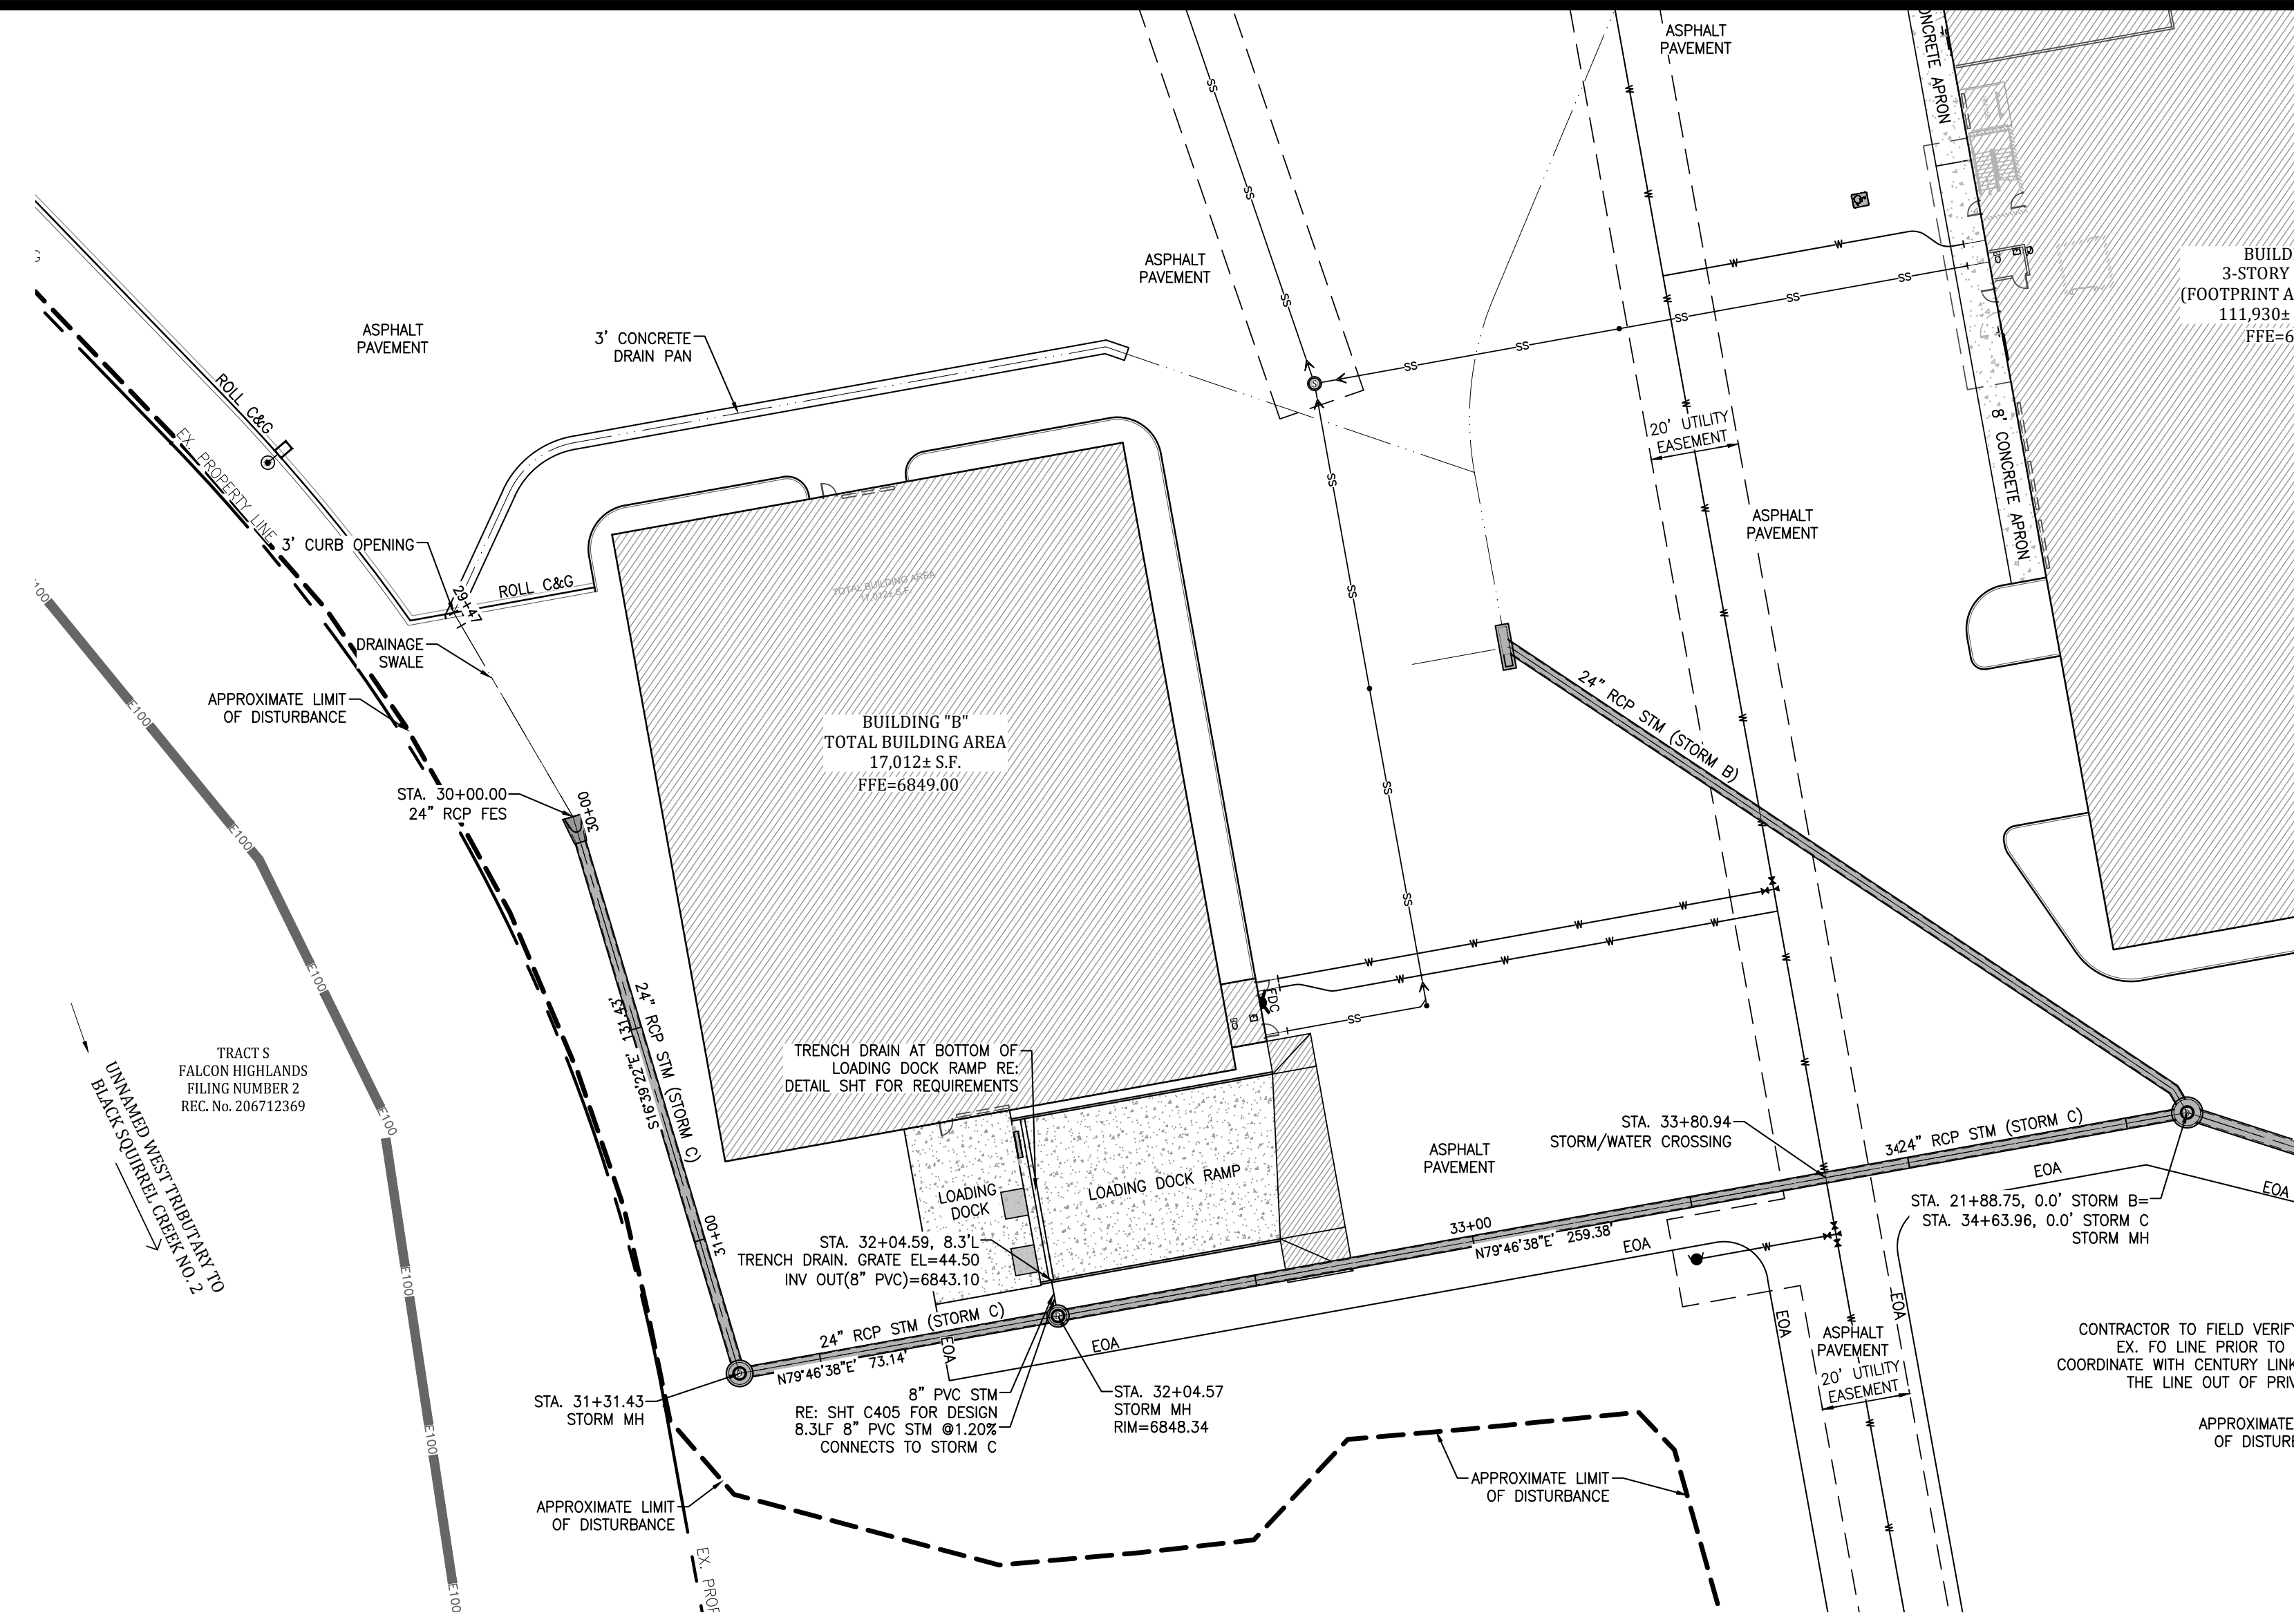 ASPHALT
PAVEMENT
CONCRETE APRON
SS
W
ASPHALT
PAVEMENT
BUILD
3-STORY
(FOOTPRINT A
111,930±
FFE=6
ASPHALT
PAVEMENT
3' CONCRETE
DRAIN PAN
ROLL C&G
EX. PROPERTY LINE
20' UTILITY
EASEMENT
8' CONCRETE APRON
ASPHALT
PAVEMENT
3' CURB OPENING
29+47
ROLL C&G
TOTAL BUILDING AREA
17,012± S.F.
DRAINAGE
SWALE
APPROXIMATE LIMIT
OF DISTURBANCE
E100
BUILDING "B"
TOTAL BUILDING AREA
17,012± S.F.
FFE=6849.00
24" RCP STM (STORM B)
STA. 30+00.00
24" RCP FES
30+00
24" RCP STM (STORM C)
S16°39'22"E' 131.43'
31+00
FDC
TRACT S
FALCON HIGHLANDS
FILING NUMBER 2
REC. No. 206712369
UNNAMED WEST TRIBUTARY TO
BLACK SQUIRREL CREEK NO. 2
TRENCH DRAIN AT BOTTOM OF
LOADING DOCK RAMP RE:
DETAIL SHT FOR REQUIREMENTS
LOADING
DOCK
LOADING DOCK RAMP
ASPHALT
PAVEMENT
STA. 33+80.94
STORM/WATER CROSSING
3424" RCP STM (STORM C)
EOA
EOA
STA. 21+88.75, 0.0' STORM B=
STA. 34+63.96, 0.0' STORM C
STORM MH
STA. 32+04.59, 8.3'L
TRENCH DRAIN. GRATE EL=44.50
INV OUT(8" PVC)=6843.10
33+00
N79°46'38"E' 259.38'
EOA
24" RCP STM (STORM C)
N79°46'38"E' 73.14'
EOA
EOA
EOA
EOA
ASPHALT
PAVEMENT
20' UTILITY
EASEMENT
CONTRACTOR TO FIELD VERIFY
EX. FO LINE PRIOR TO
COORDINATE WITH CENTURY LINK
THE LINE OUT OF PRIV
STA. 31+31.43
STORM MH
8" PVC STM
RE: SHT C405 FOR DESIGN
8.3LF 8" PVC STM @1.20%
CONNECTS TO STORM C
STA. 32+04.57
STORM MH
RIM=6848.34
APPROXIMATE
OF DISTURB
APPROXIMATE LIMIT
OF DISTURBANCE
APPROXIMATE LIMIT
OF DISTURBANCE
EX. PROP